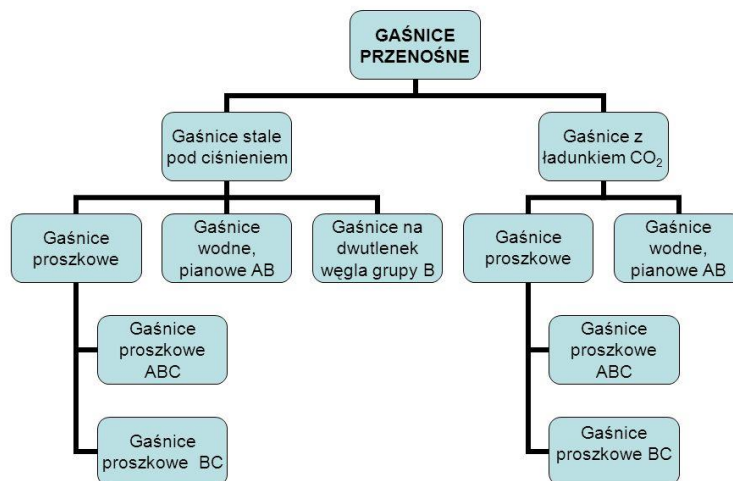 GAŚNICE
PRZENOŚNE
Gaśnice stale
pod ciśnieniem
Gaśnice z
ładunkiem CO₂
Gaśnice
proszkowe
Gaśnice
wodne,
pianowe AB
Gaśnice na
dwutlenek
węgla grupy B
Gaśnice
proszkowe
Gaśnice
wodne,
pianowe AB
Gaśnice
proszkowe
ABC
Gaśnice
proszkowe
ABC
Gaśnice
proszkowe BC
Gaśnice
proszkowe BC